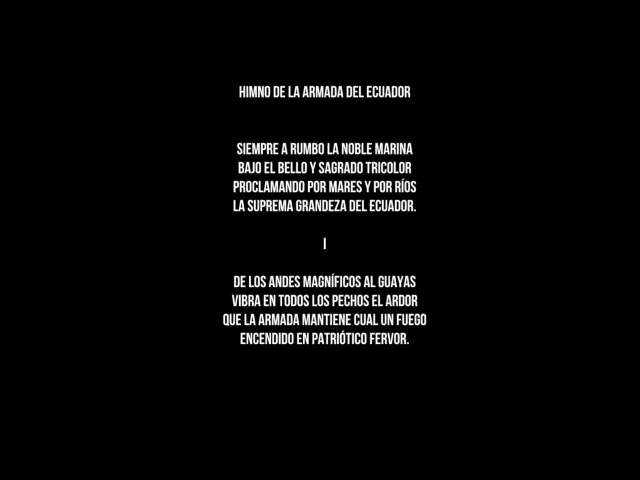 HIMNO DE LA ARMADA DEL ECUADOR
SIEMPRE A RUMBO LA NOBLE MARINA
BAJO EL BELLO Y SAGRADO TRICOLOR
PROCLAMANDO POR MARES Y POR RÍOS
LA SUPREMA GRANDEZA DEL ECUADOR.
I
DE LOS ANDES MAGNÍFICOS AL GUAYAS
VIBRA EN TODOS LOS PECHOS EL ARDOR
QUE LA ARMADA MANTIENE CUAL UN FUEGO
ENCENDIDO EN PATRIÓTICO FERVOR.